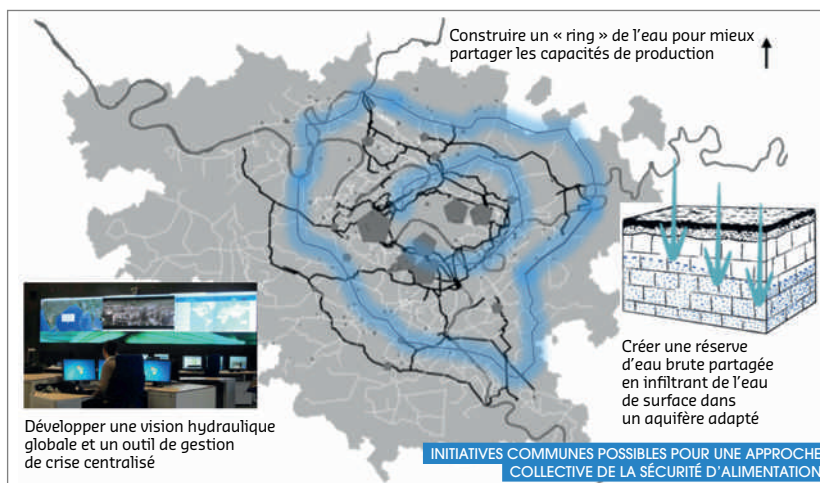 Construire un « ring » de l'eau pour mieux
partager les capacités de production
Développer une vision hydraulique
globale et un outil de gestion
de crise centralisé
Créer une réserve
d'eau brute partagée
en infiltrant de l'eau
de surface dans
un aquifère adapté
INITIATIVES COMMUNES POSSIBLES POUR UNE APPROCHE
COLLECTIVE DE LA SÉCURITÉ D'ALIMENTATION